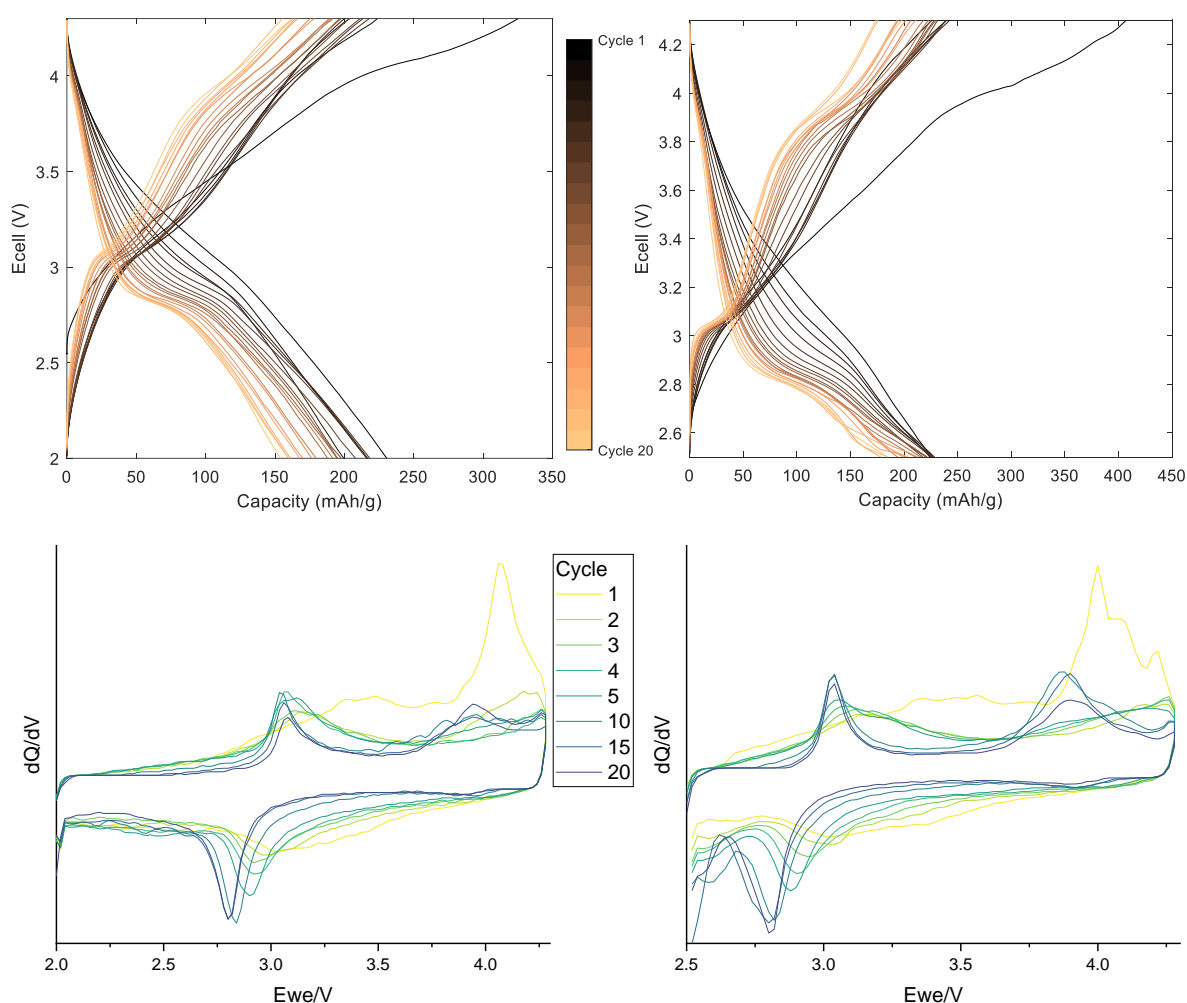 4
3.5
3
2.5
2
Ecell (V)
0 50 100 150 200 250 300 350
Capacity (mAh/g)
Cycle 1
Cycle 20
4.2
4
3.8
3.6
3.4
3.2
3
2.8
2.6
Ecell (V)
0 50 100 150 200 250 300 350 400 450
Capacity (mAh/g)
dQ/dV
2.0 2.5 3.0 3.5 4.0
Ewe/V
Cycle
1
2
3
4
5
10
15
20
dQ/dV
2.5 3.0 3.5 4.0
Ewe/V